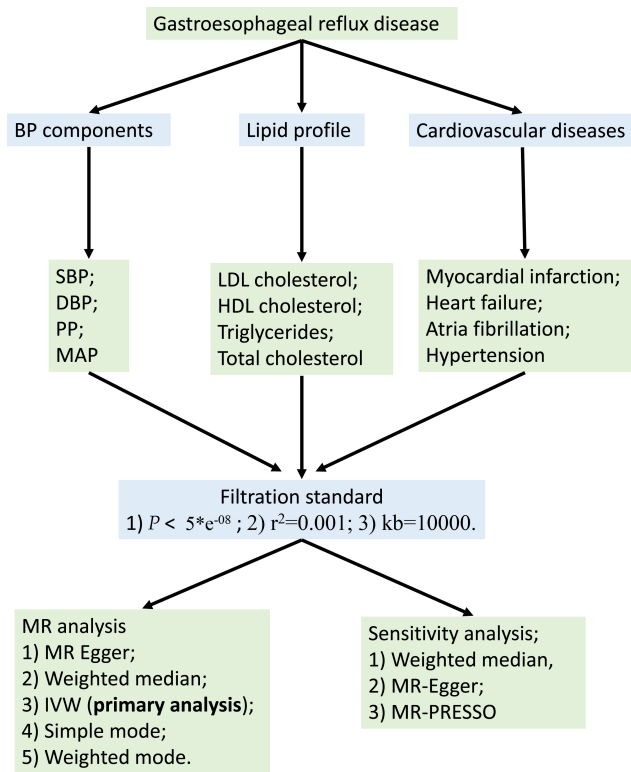 Gastroesophageal reflux disease
BP components
Lipid profile
Cardiovascular diseases
SBP;
DBP;
PP;
MAP
LDL cholesterol;
HDL cholesterol;
Triglycerides;
Total cholesterol
Myocardial infarction;
Heart failure;
Atria fibrillation;
Hypertension
Filtration standard
1) P < 5*e⁻⁰⁸ ; 2) r²=0.001; 3) kb=10000.
MR analysis
1) MR Egger;
2) Weighted median;
3) IVW (primary analysis);
4) Simple mode;
5) Weighted mode.
Sensitivity analysis;
1) Weighted median,
2) MR-Egger;
3) MR-PRESSO